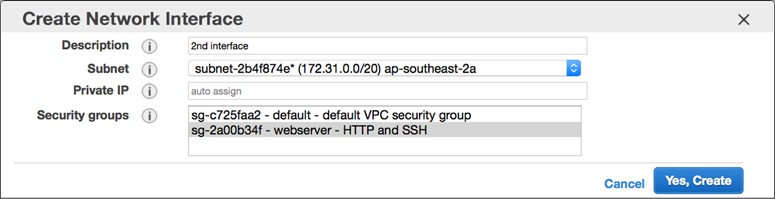 Create Network Interface
Description i 2nd interface
Subnet i subnet-2b4f874e* (172.31.0.0/20) ap-southeast-2a
Private IP i auto assign
Security groups i sg-c725faa2 - default - default VPC security group
sg-2a00b34f - webserver - HTTP and SSH
Cancel Yes, Create